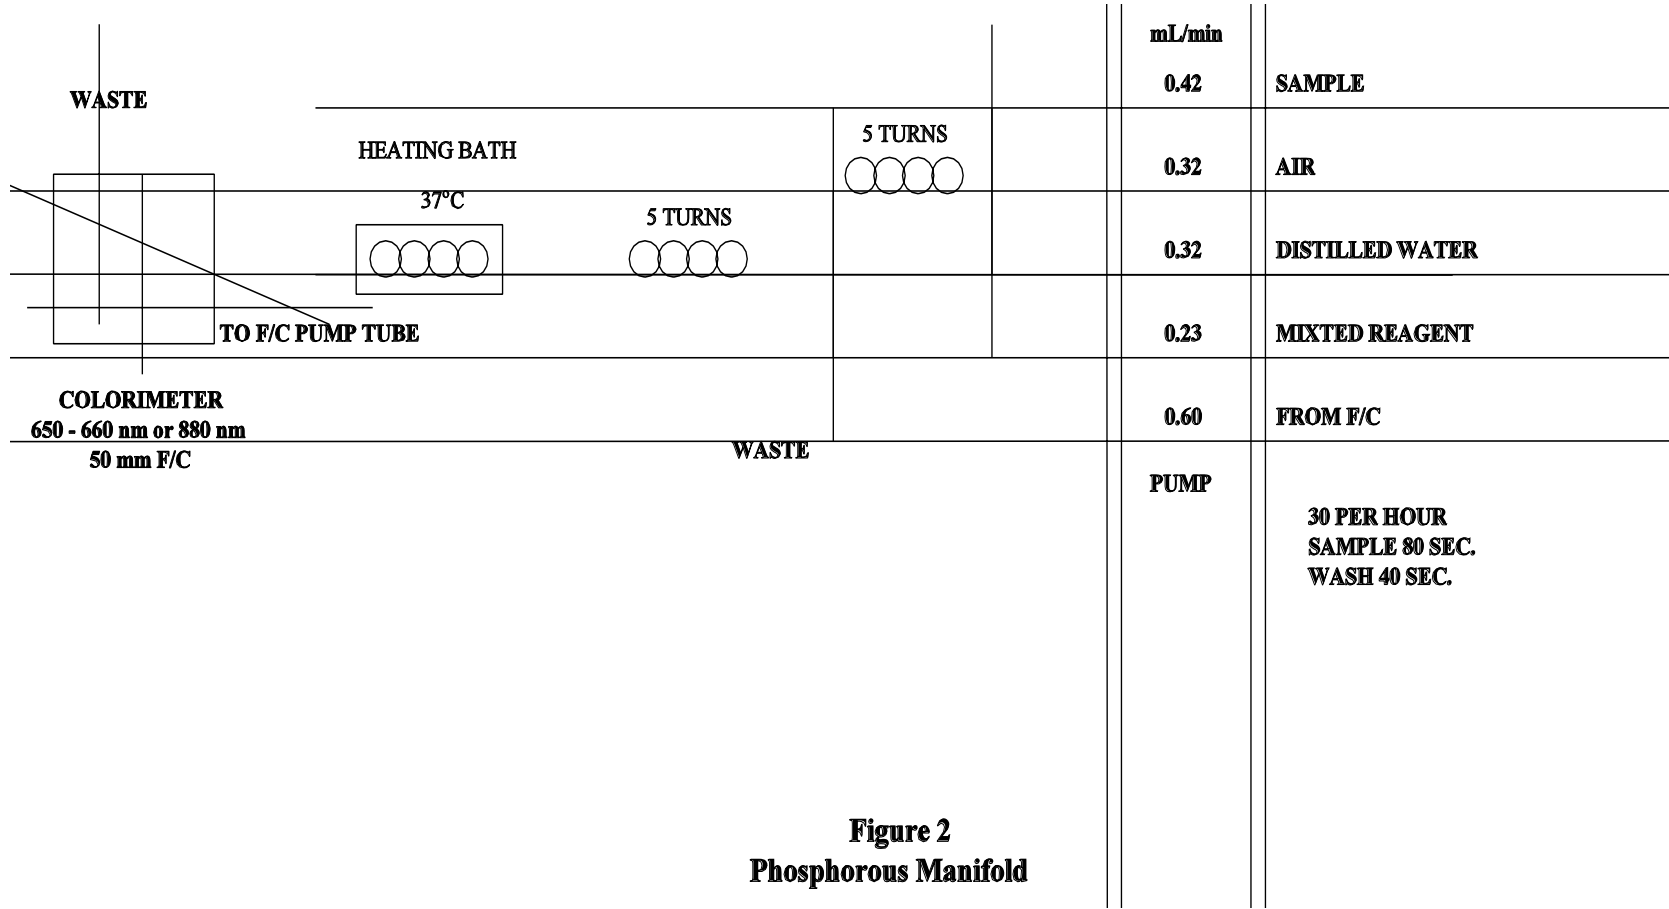 mL/min
0.42 SAMPLE
WASTE
5 TURNS
HEATING BATH
0.32 AIR
37°C
5 TURNS
0.32 DISTILLED WATER
TO F/C PUMP TUBE
0.23 MIXTED REAGENT
COLORIMETER
650 - 660 nm or 880 nm
50 mm F/C
0.60 FROM F/C
WASTE
PUMP
30 PER HOUR
SAMPLE 80 SEC.
WASH 40 SEC.
Figure 2
Phosphorous Manifold